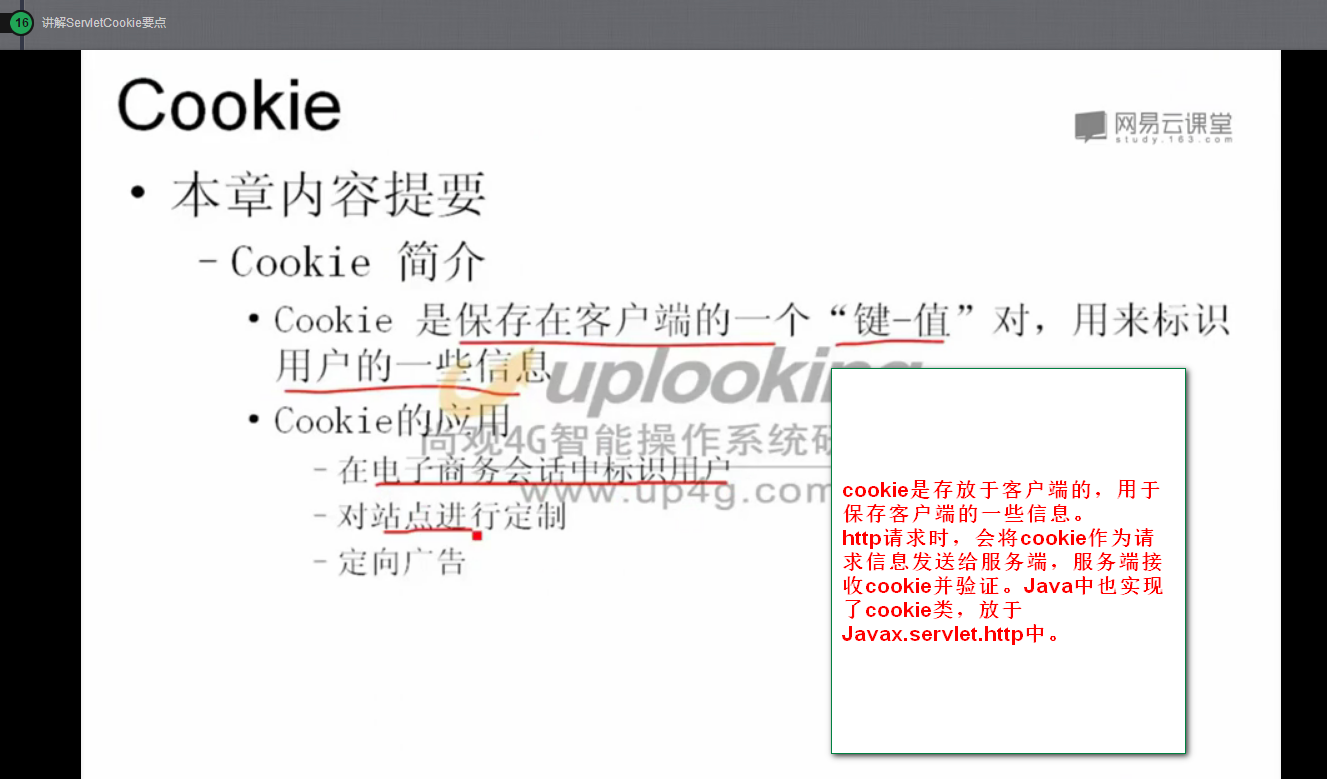 16 讲解ServletCookie要点
Cookie
网易云课堂
study.163.com
• 本章内容提要
– Cookie 简介
• Cookie 是保存在客户端的一个“键-值”对，用来标识
用户的一些信息
• Cookie的应用
– 在电子商务会话中标识用户
– 对站点进行定制
– 定向广告
uplooking
尚观4G智能操作系统研
www.up4g.com
cookie是存放于客户端的，用于
保存客户端的一些信息。
http请求时，会将cookie作为请
求信息发送给服务端，服务端接
收cookie并验证。Java中也实现
了cookie类，放于
Javax.servlet.http中。